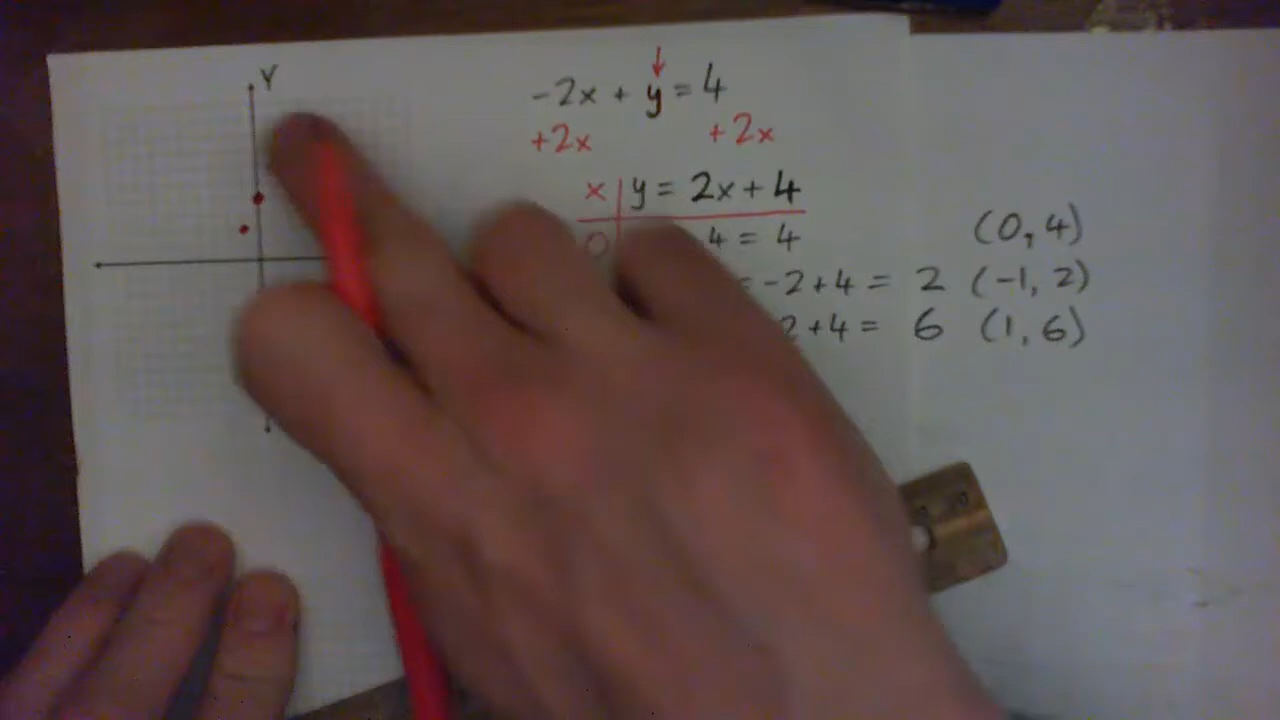 Y
-2x + y = 4
+2x +2x
x y = 2x + 4
0 4 = 4 (0, 4)
= -2+4 = 2 (-1, 2)
2+4 = 6 (1, 6)